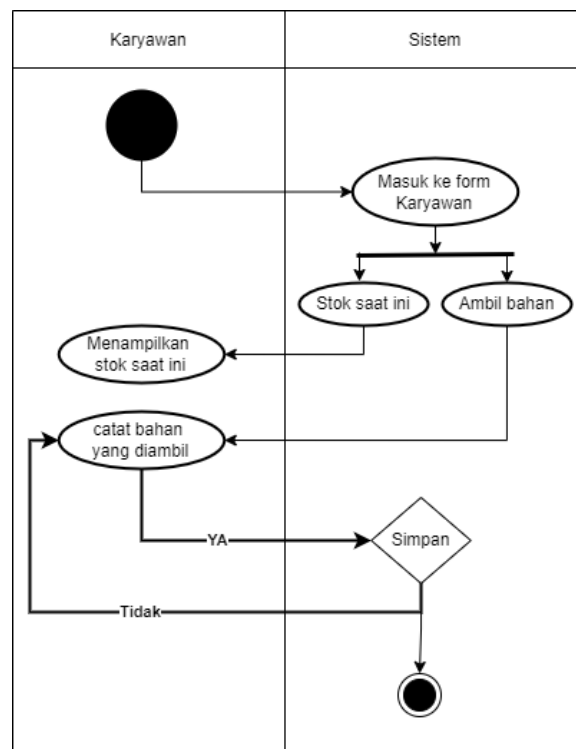 Karyawan
Sistem
Masuk ke form
Karyawan
Stok saat ini
Ambil bahan
Menampilkan
stok saat ini
catat bahan
yang diambil
YA
Simpan
Tidak